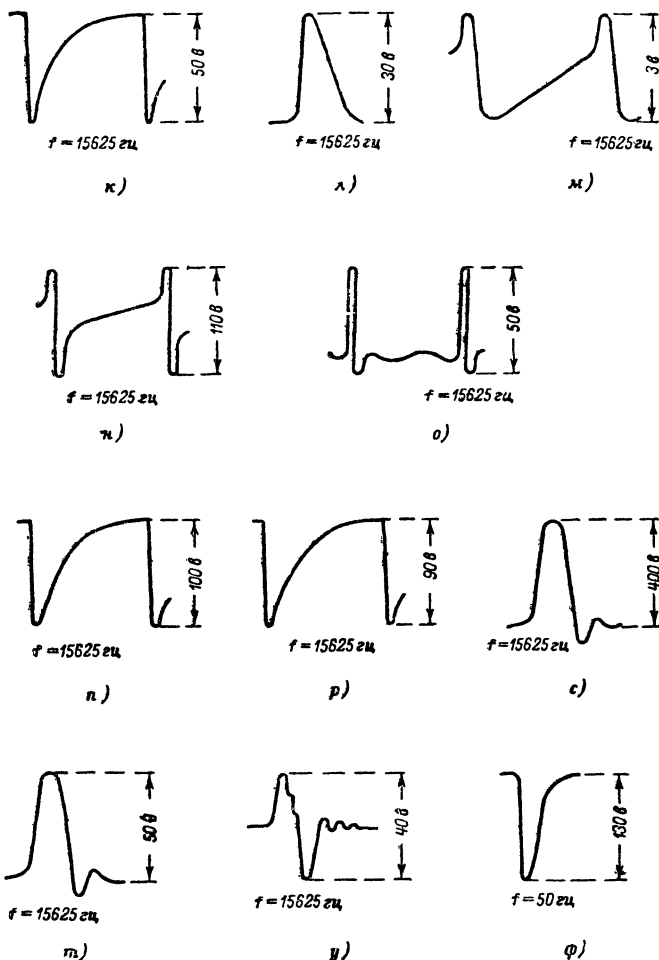 50 в
f = 15625 гц
к)
30 в
f = 15625 гц
л)
3 в
f = 15625 гц
м)
110 в
f = 15625 гц
н)
50 в
f = 15625 гц
о)
100 в
f = 15625 гц
п)
90 в
f = 15625 гц
р)
400 в
f = 15625 гц
с)
50 в
f = 15625 гц
т)
40 в
f = 15625 гц
у)
130 в
f = 50 гц
ф)